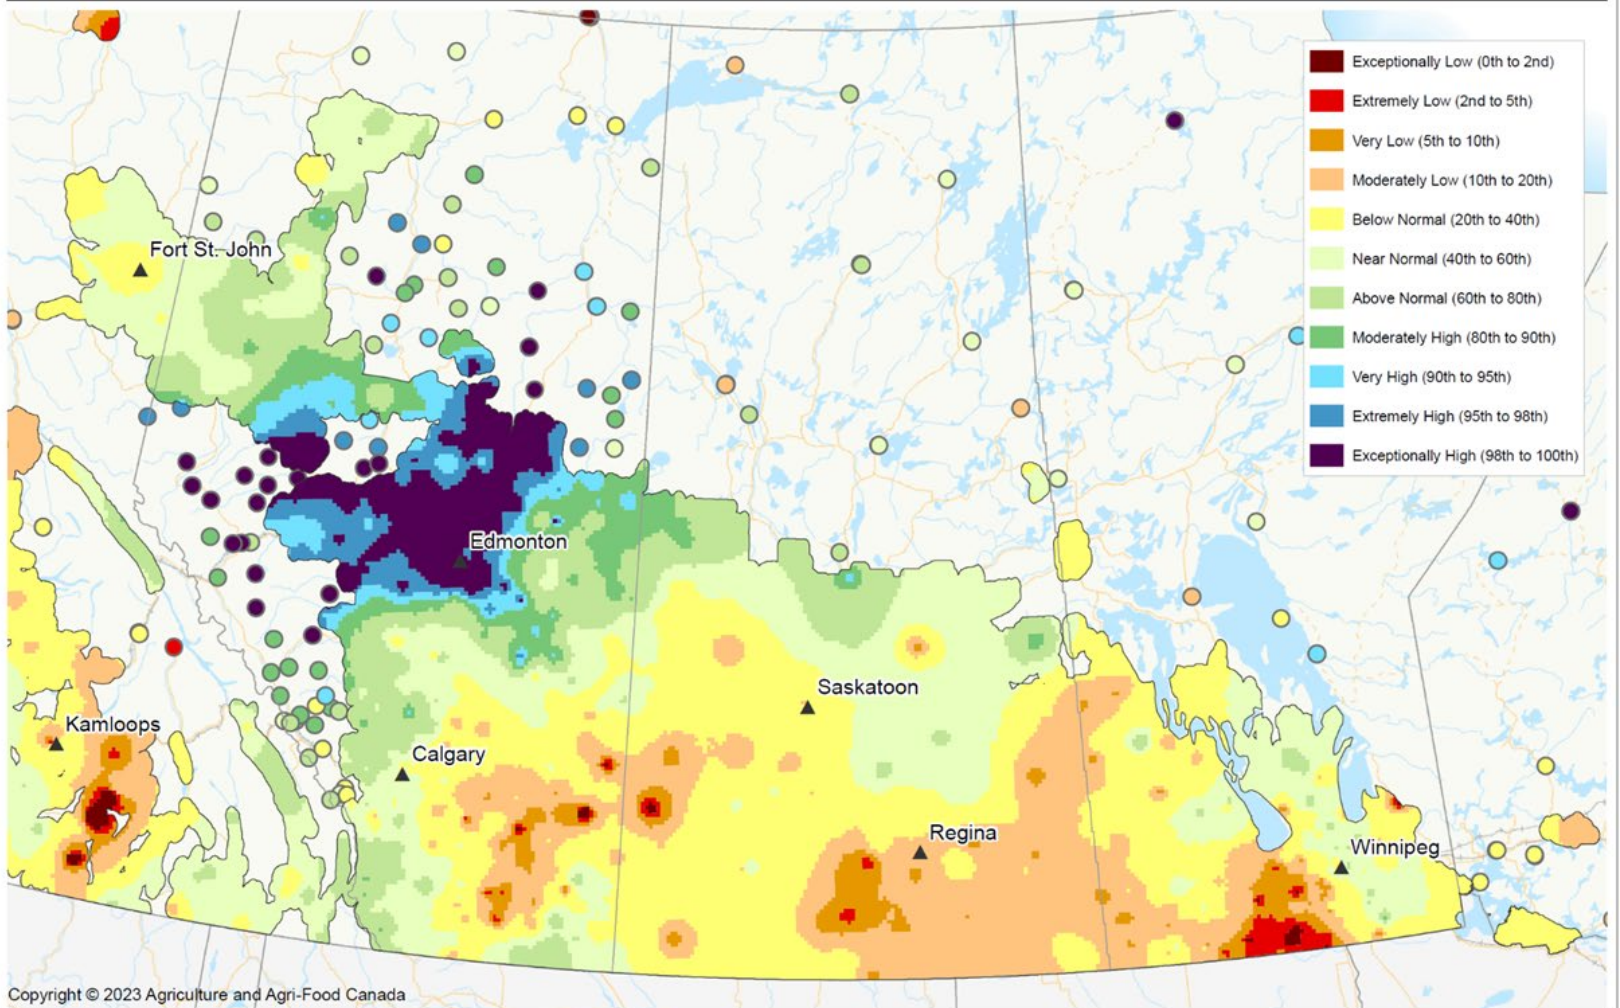 Exceptionally Low (0th to 2nd)
Extremely Low (2nd to 5th)
Very Low (5th to 10th)
Moderately Low (10th to 20th)
Below Normal (20th to 40th)
Near Normal (40th to 60th)
Above Normal (60th to 80th)
Moderately High (80th to 90th)
Very High (90th to 95th)
Extremely High (95th to 98th)
Exceptionally High (98th to 100th)
Fort St. John
Edmonton
Saskatoon
Kamloops
Calgary
Regina
Winnipeg
Copyright © 2023 Agriculture and Agri-Food Canada